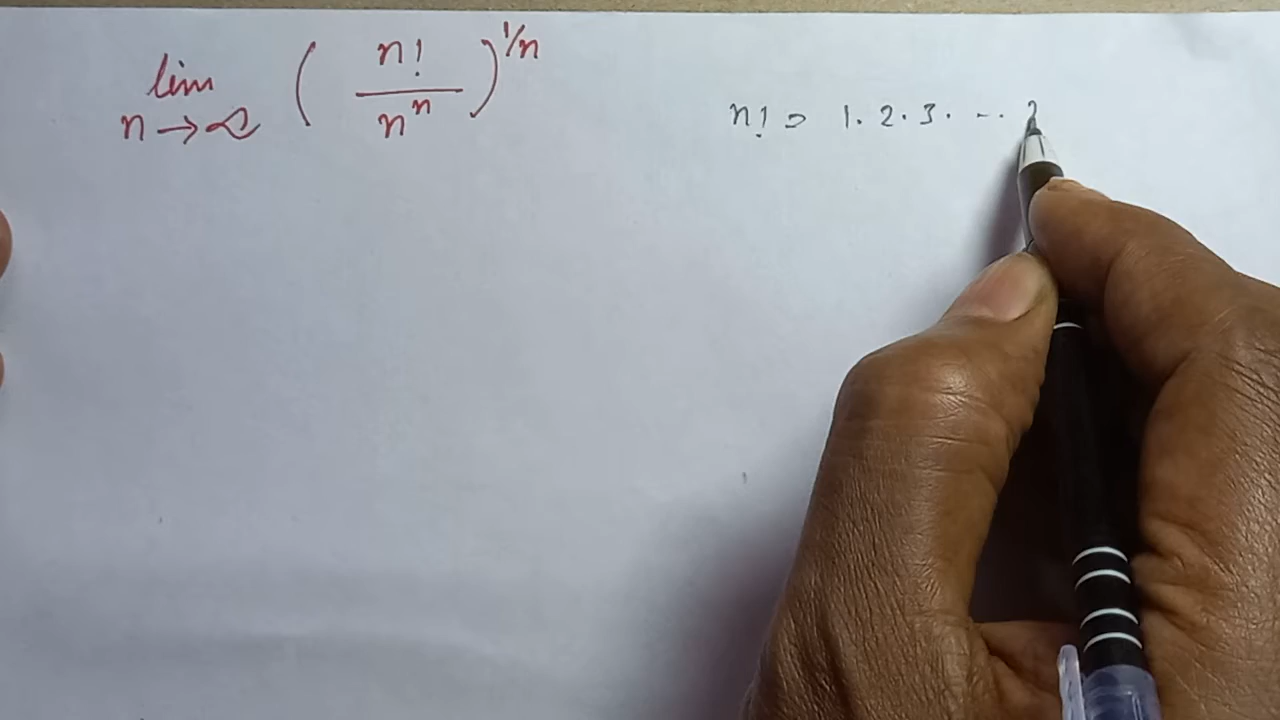 lim n→∞ ( n! / n^n )^1/n
n! = 1. 2. 3. ...